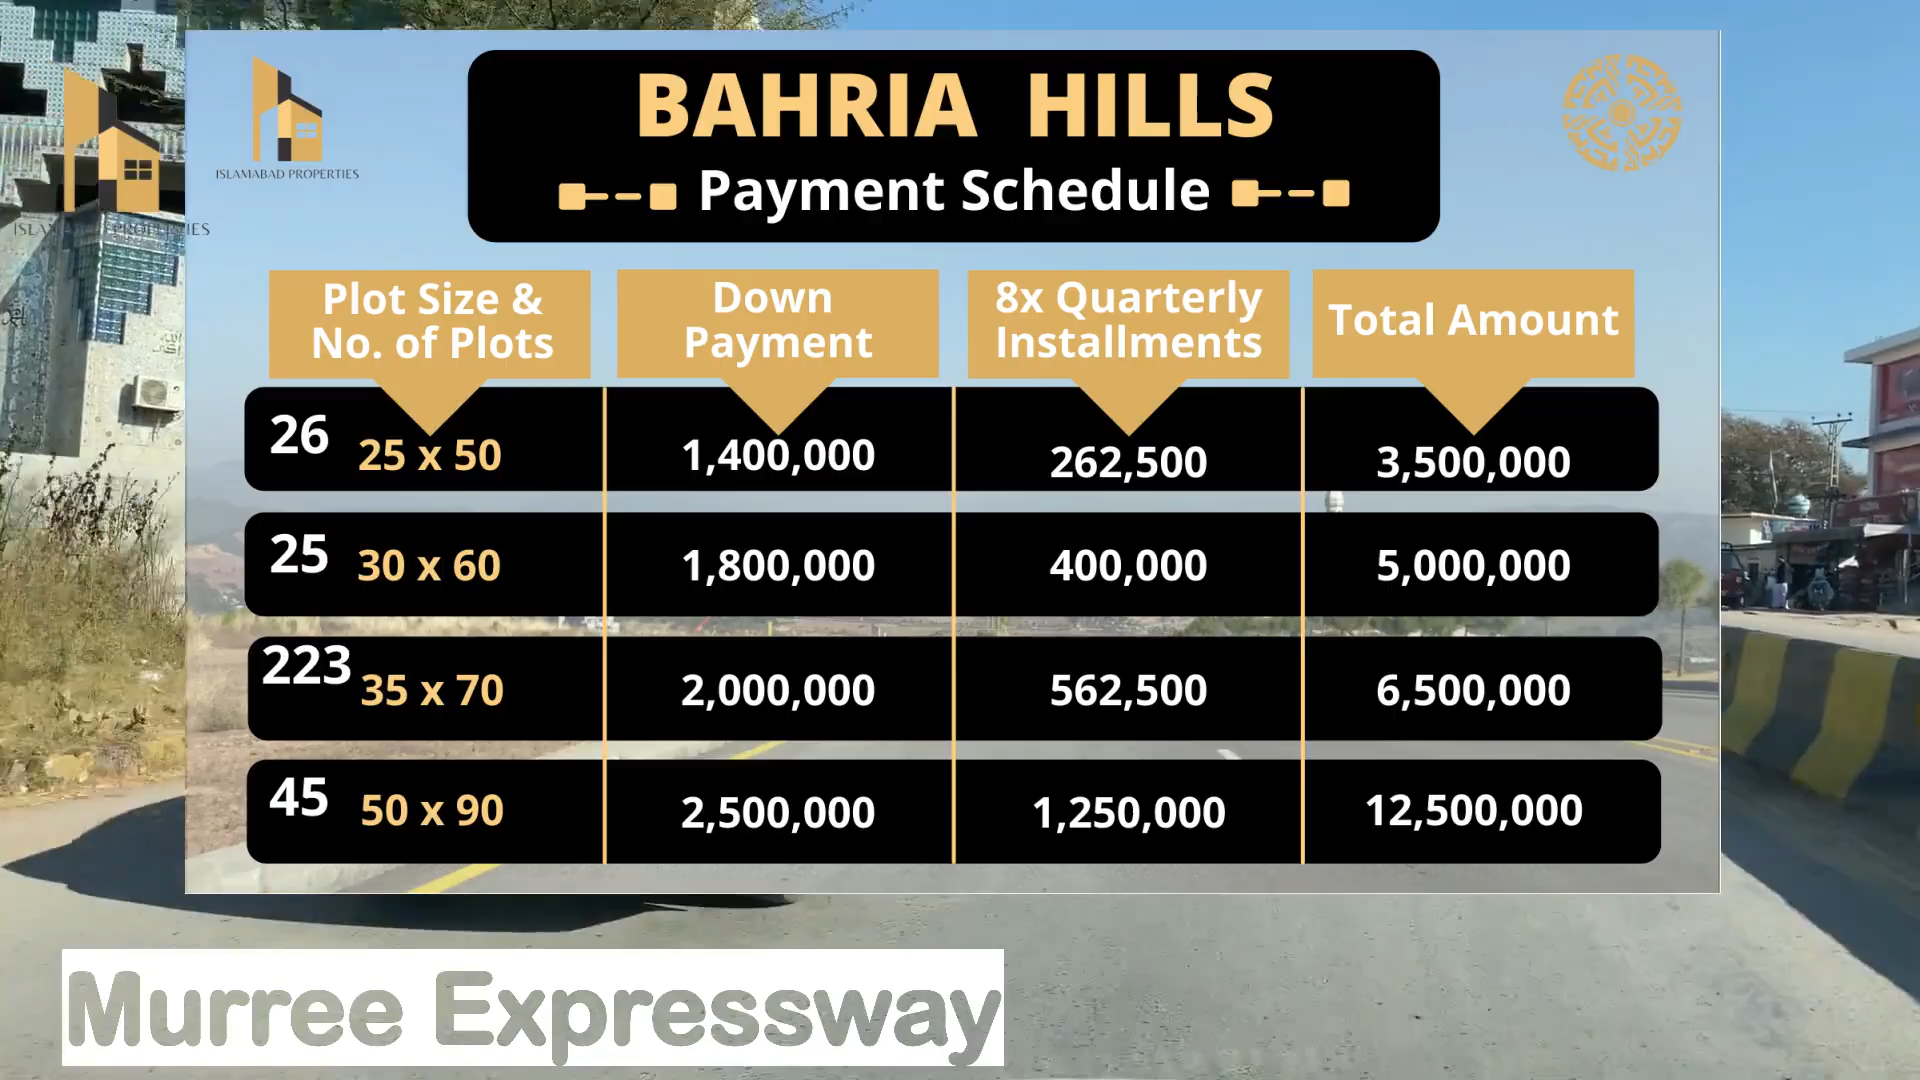 BAHRIA HILLS
Payment Schedule
ISLAMABAD PROPERTIES
ISLAMABAD PROPERTIES
Plot Size & No. of Plots
Down Payment
8x Quarterly Installments
Total Amount
26 25 x 50 1,400,000 262,500 3,500,000
25 30 x 60 1,800,000 400,000 5,000,000
223 35 x 70 2,000,000 562,500 6,500,000
45 50 x 90 2,500,000 1,250,000 12,500,000
Murree Expressway